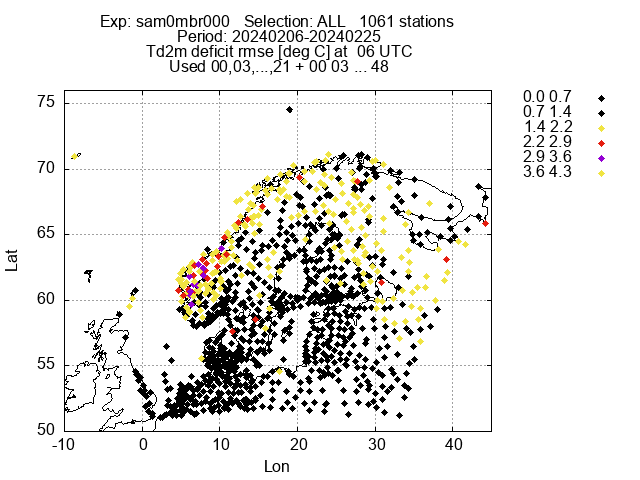 Exp: sam0mbr000   Selection: ALL   1061 stations
Period: 20240206-20240225
Td2m deficit rmse [deg C] at  06 UTC
Used 00,03,...,21 + 00 03 ... 48
0.0 0.7
0.7 1.4
1.4 2.2
2.2 2.9
2.9 3.6
3.6 4.3
75
70
65
60
55
50
Lat
-10 0 10 20 30 40
Lon